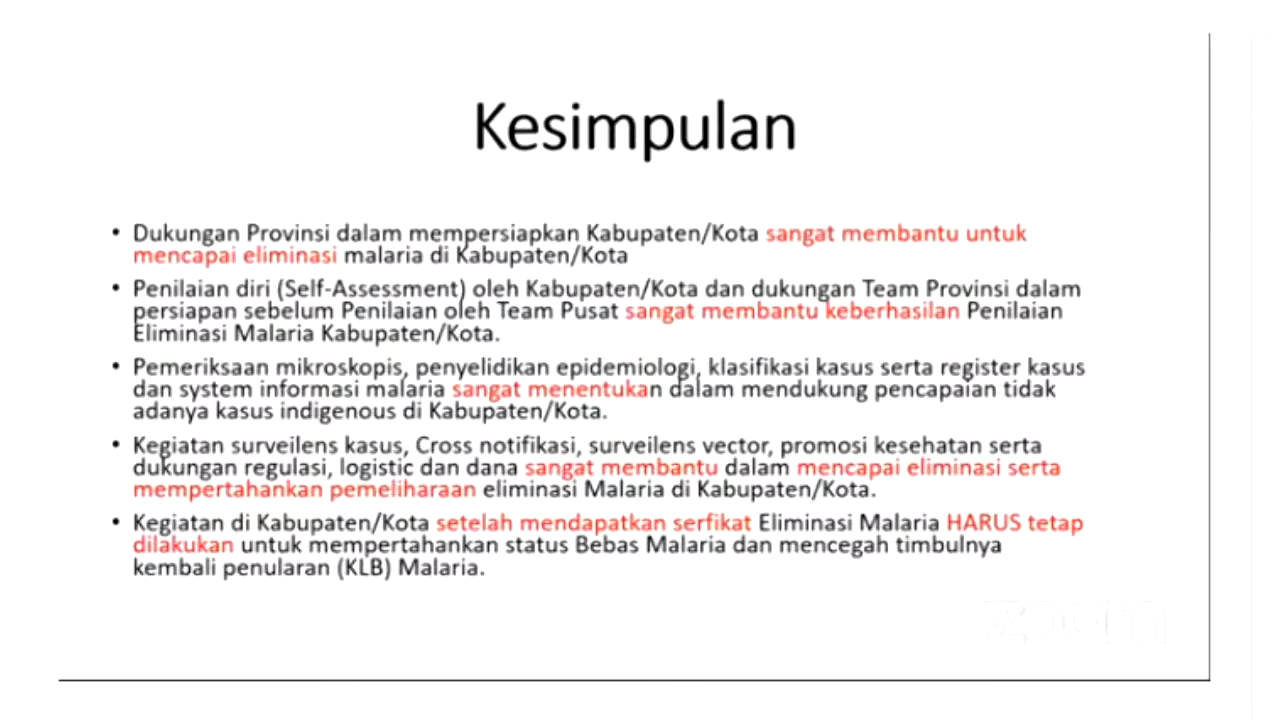 Kesimpulan
• Dukungan Provinsi dalam mempersiapkan Kabupaten/Kota sangat membantu untuk
mencapai eliminasi malaria di Kabupaten/Kota
• Penilaian diri (Self-Assessment) oleh Kabupaten/Kota dan dukungan Team Provinsi dalam
persiapan sebelum Penilaian oleh Team Pusat sangat membantu keberhasilan Penilaian
Eliminasi Malaria Kabupaten/Kota.
• Pemeriksaan mikroskopis, penyelidikan epidemiologi, klasifikasi kasus serta register kasus
dan system informasi malaria sangat menentukan dalam mendukung pencapaian tidak
adanya kasus indigenous di Kabupaten/Kota.
• Kegiatan surveilens kasus, Cross notifikasi, surveilens vector, promosi kesehatan serta
dukungan regulasi, logistic dan dana sangat membantu dalam mencapai eliminasi serta
mempertahankan pemeliharaan eliminasi Malaria di Kabupaten/Kota.
• Kegiatan di Kabupaten/Kota setelah mendapatkan serfikat Eliminasi Malaria HARUS tetap
dilakukan untuk mempertahankan status Bebas Malaria dan mencegah timbulnya
kembali penularan (KLB) Malaria.
zoom